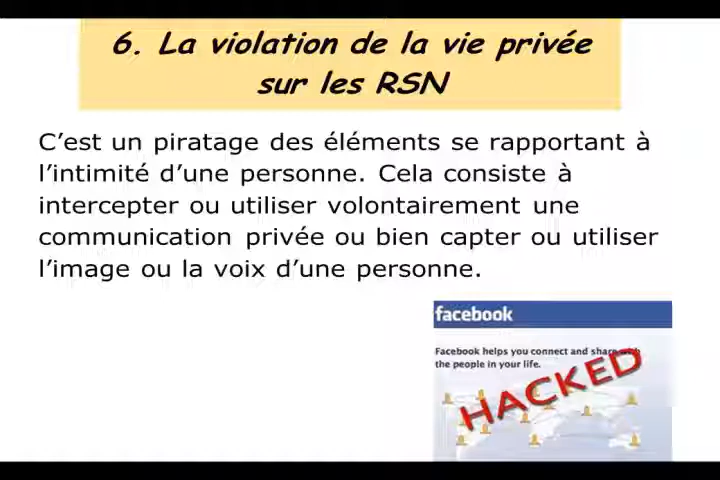 6. La violation de la vie privée
sur les RSN
C’est un piratage des éléments se rapportant à
l’intimité d’une personne. Cela consiste à
intercepter ou utiliser volontairement une
communication privée ou bien capter ou utiliser
l’image ou la voix d’une personne.
facebook
Facebook helps you connect and share with
the people in your life.
HACKED